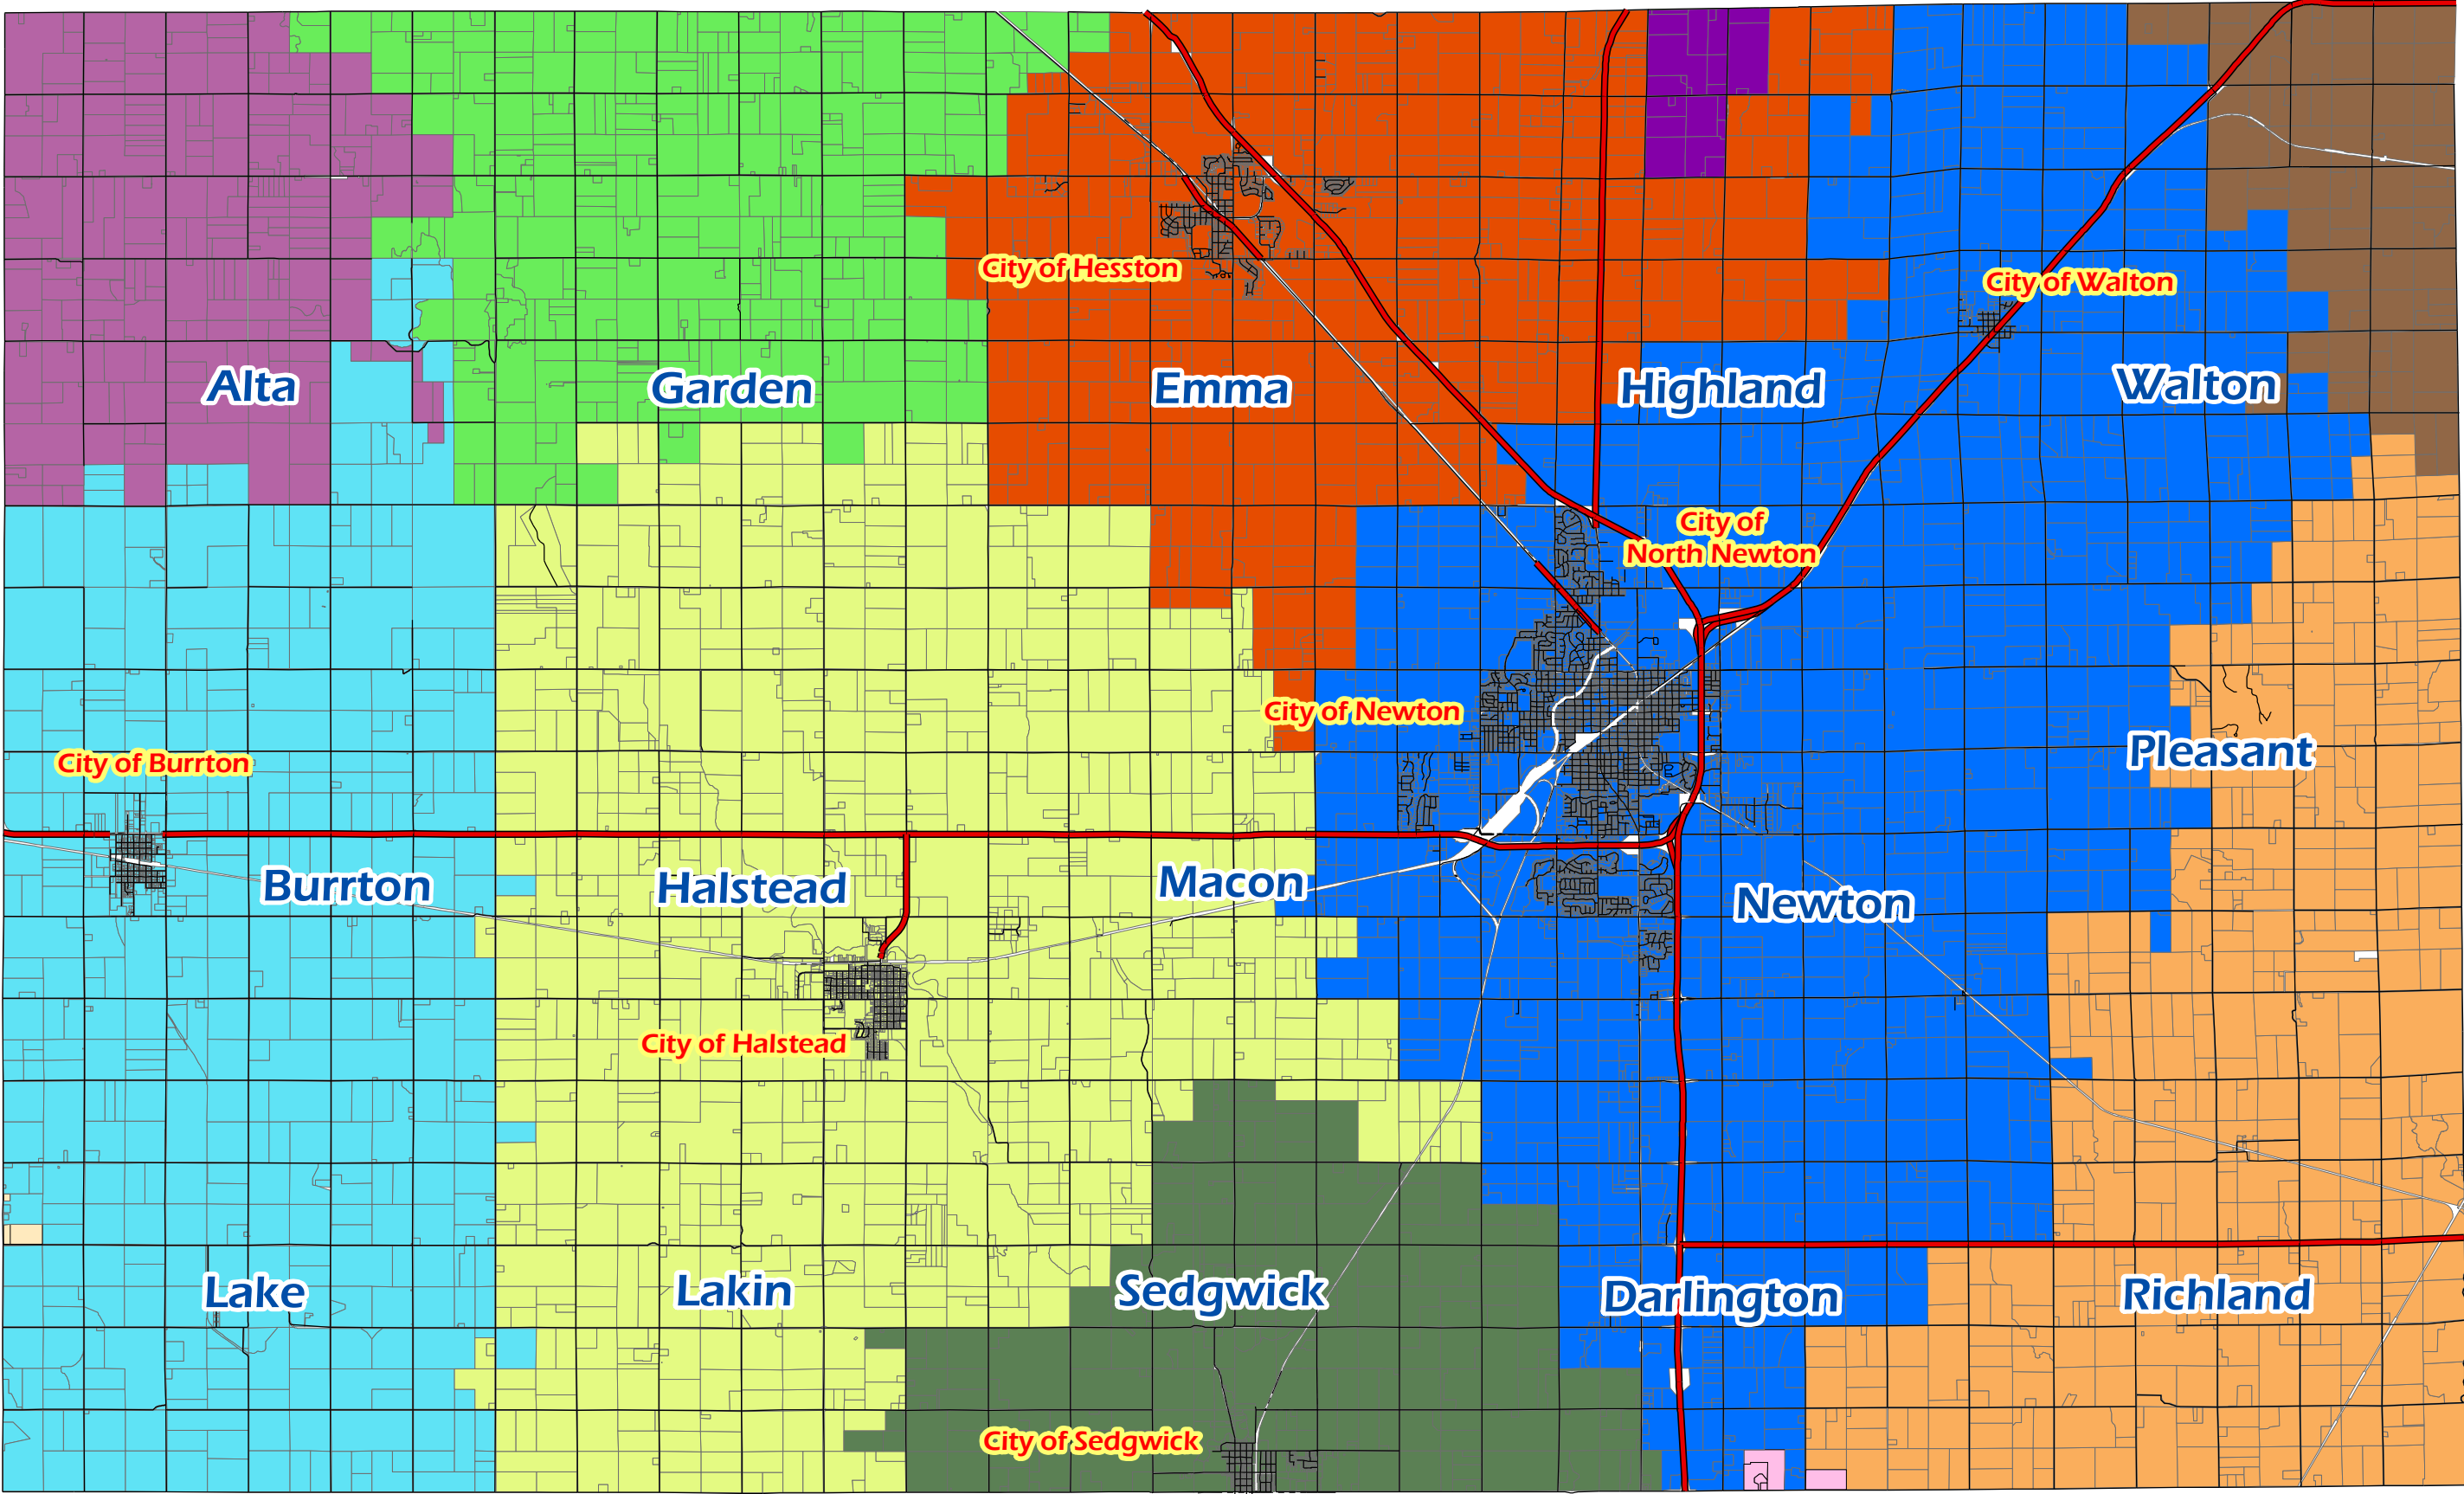 City of Hesston
City of Walton
Alta
Garden
Emma
Highland
Walton
City of
North Newton
City of Newton
Pleasant
City of Burrton
Burrton
Halstead
Macon
Newton
City of Halstead
Lake
Lakin
Sedgwick
Darlington
Richland
City of Sedgwick